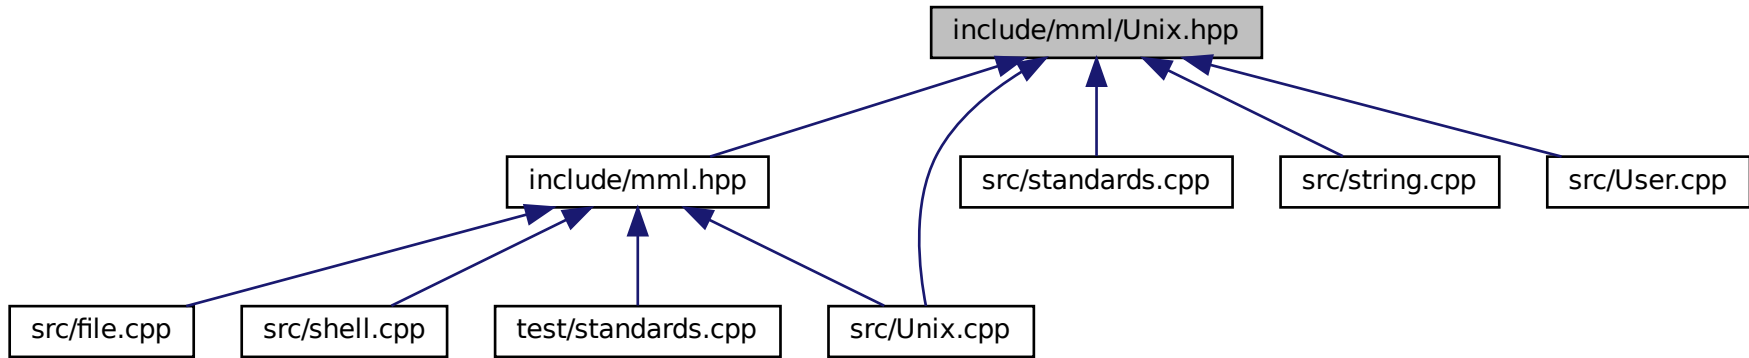 include/mml/Unix.hpp
include/mml.hpp
src/standards.cpp
src/string.cpp
src/User.cpp
src/file.cpp
src/shell.cpp
test/standards.cpp
src/Unix.cpp